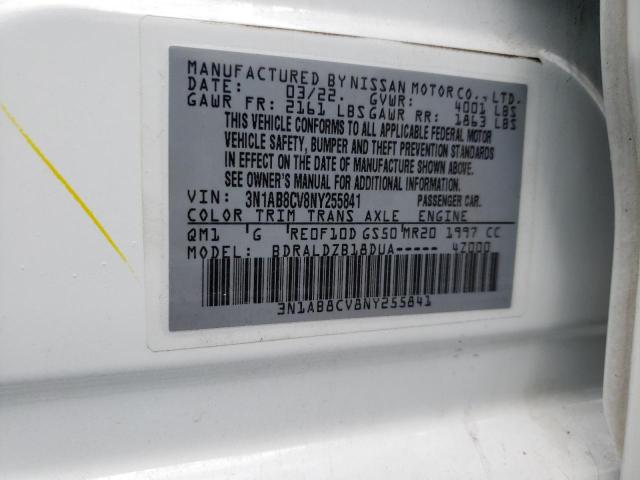 MANUFACTURED BY NISSAN MOTOR CO., LTD.
DATE: 03/22. GVWR: 4001 LBS
GAWR FR: 2161 LBS GAWR RR: 1863 LBS
THIS VEHICLE CONFORMS TO ALL APPLICABLE FEDERAL MOTOR
VEHICLE SAFETY, BUMPER AND THEFT PREVENTION STANDARDS
IN EFFECT ON THE DATE OF MANUFACTURE SHOWN ABOVE.
SEE OWNER'S MANUAL FOR ADDITIONAL INFORMATION.
VIN: 3N1AB8CV8NY255841 PASSENGER CAR.
COLOR TRIM TRANS AXLE ENGINE
QM1 G RE0F10D GS50 MR20 1997 CC
MODEL: BDRALDZB18DUA----- 4Z000
3N1AB8CV8NY255841